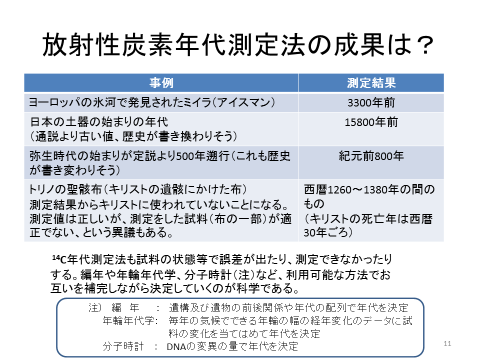 放射性炭素年代測定法の成果は？
事例 測定結果
ヨーロッパの氷河で発見されたミイラ（アイスマン） 3300年前
日本の土器の始まりの年代 15800年前
（通説より古い値、歴史が書き換わりそう）
弥生時代の始まりが定説より500年遡行（これも歴史 紀元前800年
が書き変わりそう）
トリノの聖骸布（キリストの遺骸にかけた布） 西暦1260～1380年の間の
測定結果からキリストに使われていないことになる。 もの
測定値は正しいが、測定をした試料（布の一部）が適 （キリストの死亡年は西暦
正でない、という異議もある。 30年ごろ）
¹⁴C年代測定法も試料の状態等で誤差が出たり、測定できなかったり
する。編年や年輪年代学、分子時計（注）など、利用可能な方法でお
互いを補完しながら決定していくのが科学である。
注） 編 年 ： 遺構及び遺物の前後関係や年代の配列で年代を決定
年輪年代学： 毎年の気候でできる年輪の幅の経年変化のデータに試
料の変化を当てはめて年代を決定
分子時計 ： DNAの変異の量で年代を決定
11